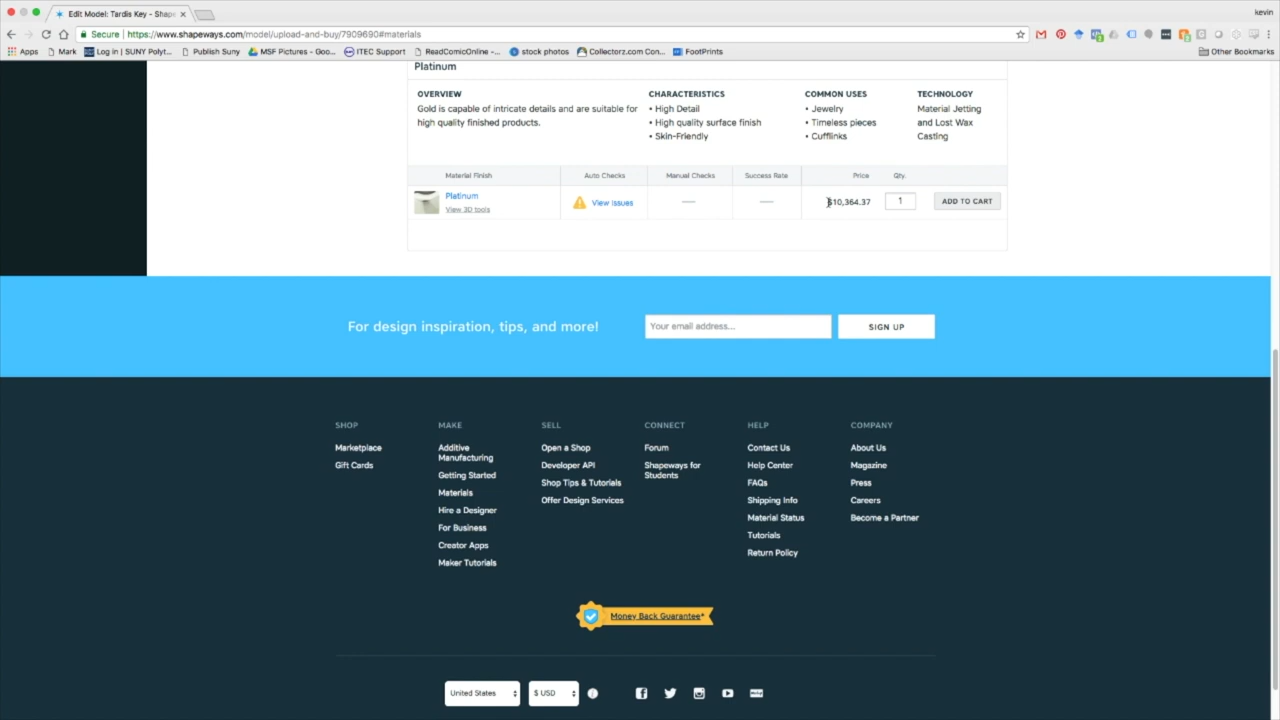 Edit Model: Tardis Key - Shape
kevin
Secure | https://www.shapeways.com/model/upload-and-buy/7909690#materials
Apps Mark Log in | SUNY Polyt... Publish Suny MSF Pictures - Goo... ITEC Support ReadComicOnline -... stock photos Collectorz.com Con... FootPrints Other Bookmarks
Platinum
OVERVIEW CHARACTERISTICS COMMON USES TECHNOLOGY
Gold is capable of intricate details and are suitable for • High Detail • Jewelry Material Jetting
high quality finished products. • High quality surface finish • Timeless pieces and Lost Wax
• Skin-Friendly • Cufflinks Casting
Material Finish Auto Checks Manual Checks Success Rate Price Qty.
Platinum
View Issues $10,364.37 1 ADD TO CART
View 3D tools
For design inspiration, tips, and more! Your email address... SIGN UP
SHOP MAKE SELL CONNECT HELP COMPANY
Marketplace Additive Open a Shop Forum Contact Us About Us
Manufacturing
Gift Cards Developer API Shapeways for Help Center Magazine
Getting Started Students
Shop Tips & Tutorials FAQs Press
Materials
Offer Design Services Shipping Info Careers
Hire a Designer
Material Status Become a Partner
For Business
Tutorials
Creator Apps
Return Policy
Maker Tutorials
Money Back Guarantee*
United States $ USD